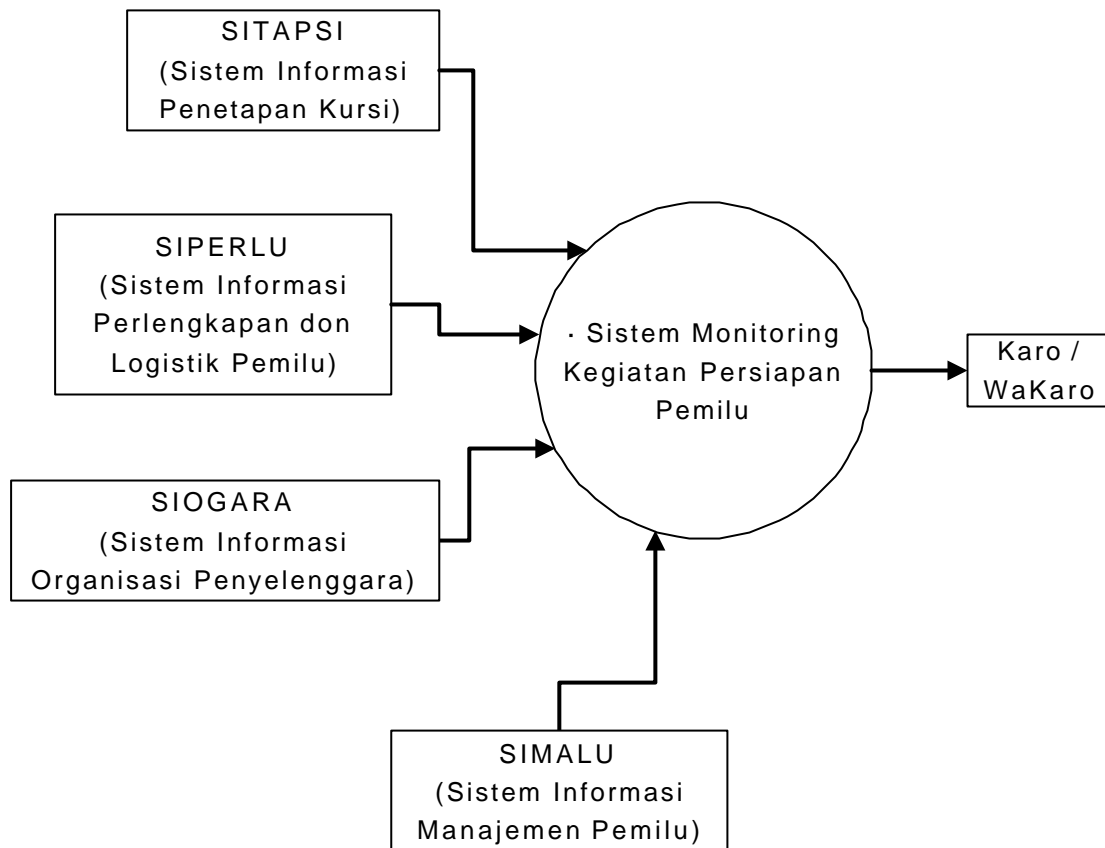 SITAPSI
(Sistem Informasi
Penetapan Kursi)
SIPERLU
(Sistem Informasi
Perlengkapan don
Logistik Pemilu)
· Sistem Monitoring
Kegiatan Persiapan
Pemilu
Karo /
WaKaro
SIOGARA
(Sistem Informasi
Organisasi Penyelenggara)
SIMALU
(Sistem Informasi
Manajemen Pemilu)